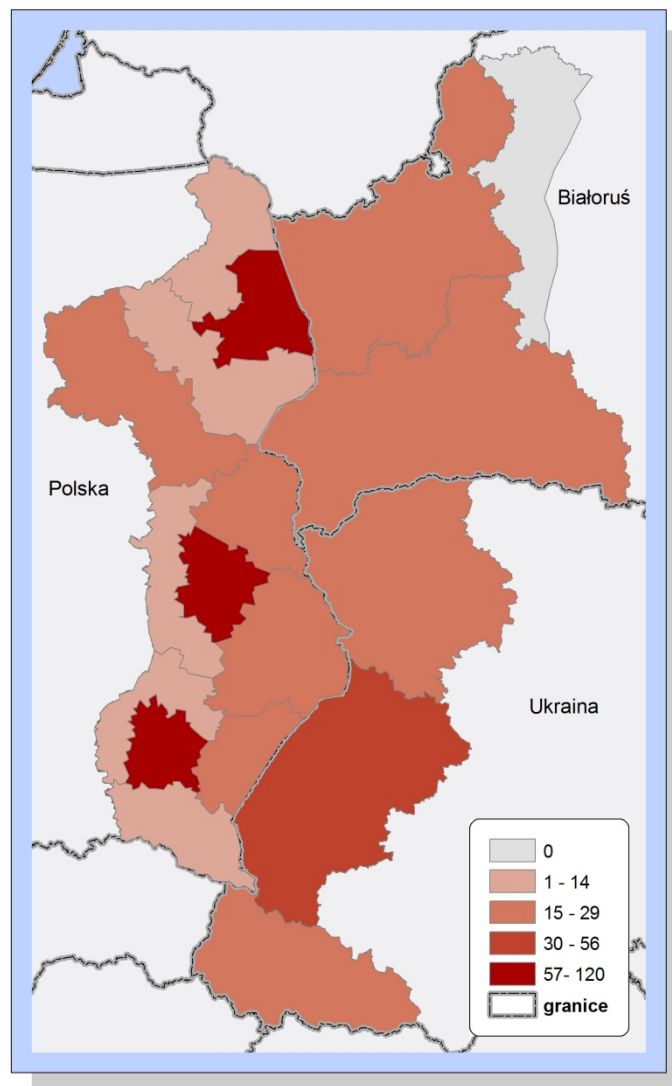 Białoruś
Polska
Ukraina
0
1 - 14
15 - 29
30 - 56
57- 120
granice